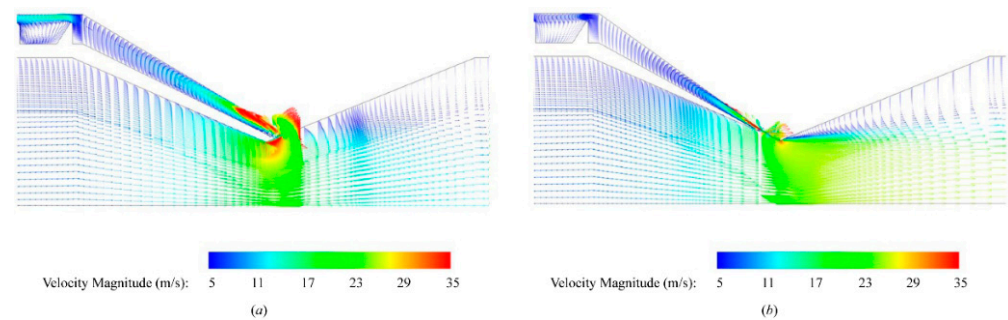 Velocity Magnitude (m/s): 5 11 17 23 29 35
(a)
Velocity Magnitude (m/s): 5 11 17 23 29 35
(b)